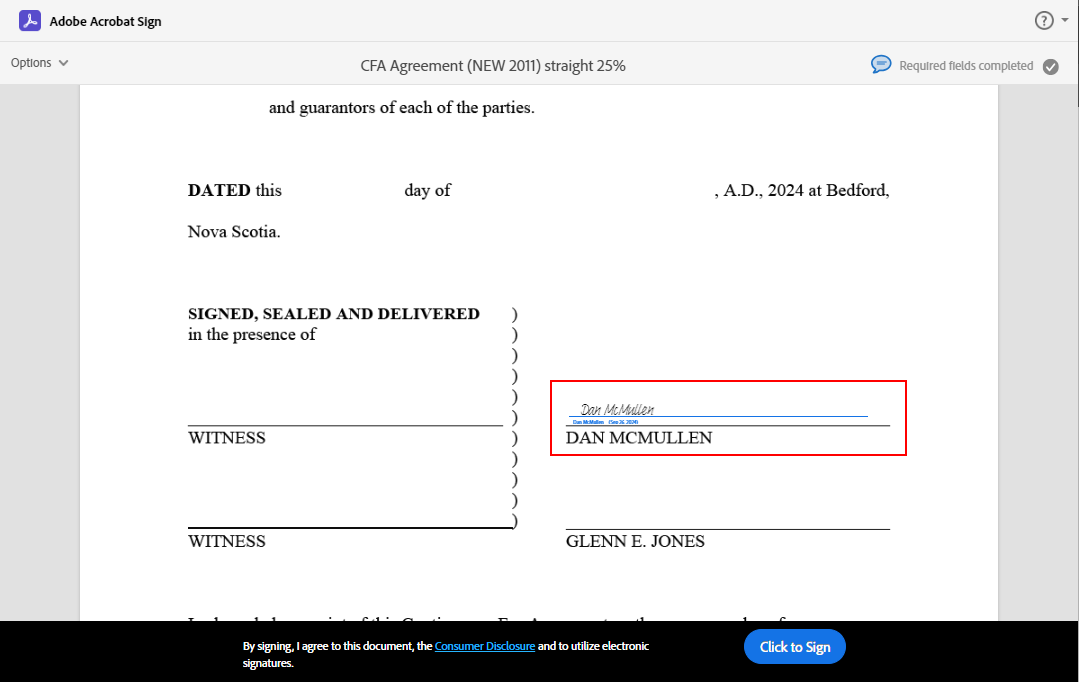 Adobe Acrobat Sign
Options
CFA Agreement (NEW 2011) straight 25%
Required fields completed
and guarantors of each of the parties.
DATED this day of , A.D., 2024 at Bedford,
Nova Scotia.
SIGNED, SEALED AND DELIVERED )
in the presence of )
)
)
)
Dan McMullen
)
Dan McMullen (Sep 26, 2024)
WITNESS ) DAN MCMULLEN
)
)
)
)
WITNESS GLENN E. JONES
By signing, I agree to this document, the Consumer Disclosure and to utilize electronic
signatures.
Click to Sign